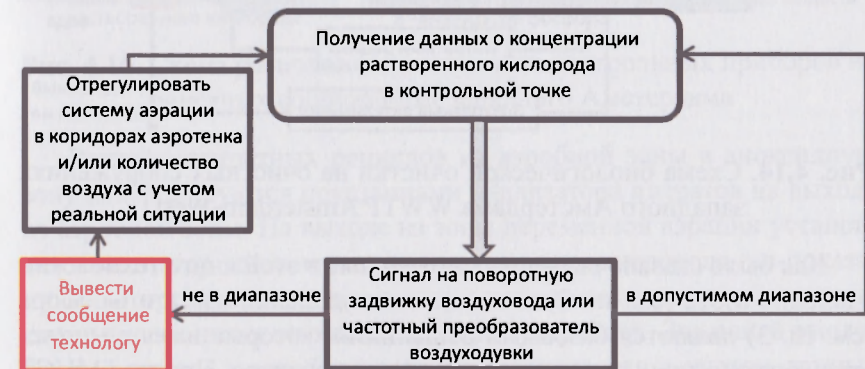 Получение данных о концентрации
растворенного кислорода
в контрольной точке
Отрегулировать
систему аэрации
в коридорах аэротенка
и/или количество
воздуха с учетом
реальной ситуации
Вывести
сообщение
технологу
не в диапазоне
Сигнал на поворотную
задвижку воздуховода или
частотный преобразователь
воздуходувки
в допустимом диапазоне